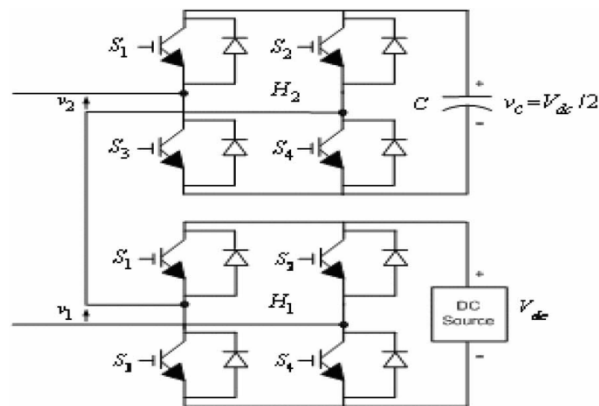 S1
S2
H2
C
vc=Vdc/2
v2
S3
S4
S1
S2
H1
DC
Source
Vdc
v1
S3
S4
+
-
+
-